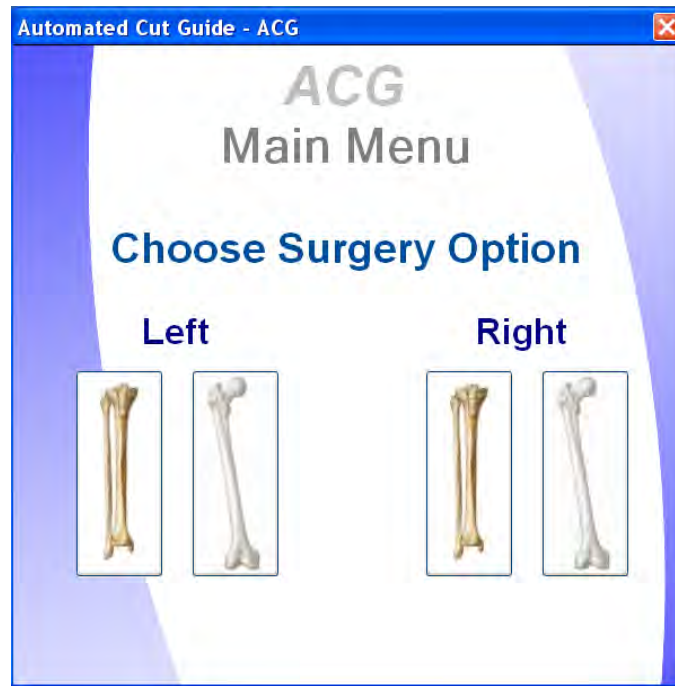 Automated Cut Guide - ACG
ACG
Main Menu
Choose Surgery Option
Left
Right